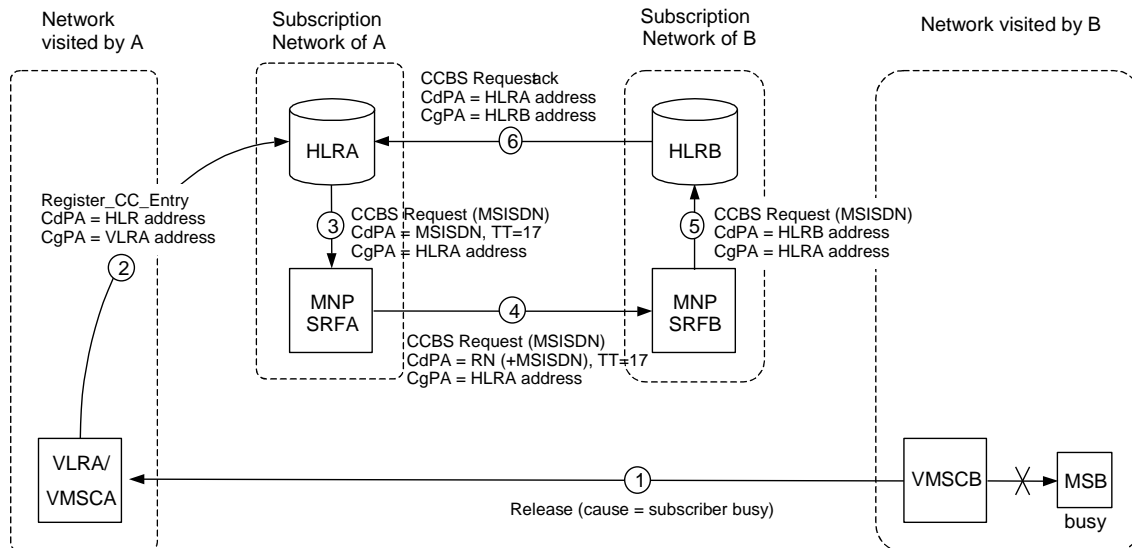 Network
visited by A
Subscription
Network of A
Subscription
Network of B
Network visited by B
CCBS Requestack
CdPA = HLRA address
CgPA = HLRB address
6
HLRA
HLRB
Register_CC_Entry
CdPA = HLR address
CgPA = VLRA address
2
CCBS Request (MSISDN)
3
CdPA = MSISDN, TT=17
CgPA = HLRA address
CCBS Request (MSISDN)
5
CdPA = HLRB address
CgPA = HLRA address
MNP
SRFA
4
MNP
SRFB
CCBS Request (MSISDN)
CdPA = RN (+MSISDN), TT=17
CgPA = HLRA address
VLRA/
VMSCA
1
Release (cause = subscriber busy)
VMSCB
MSB
busy